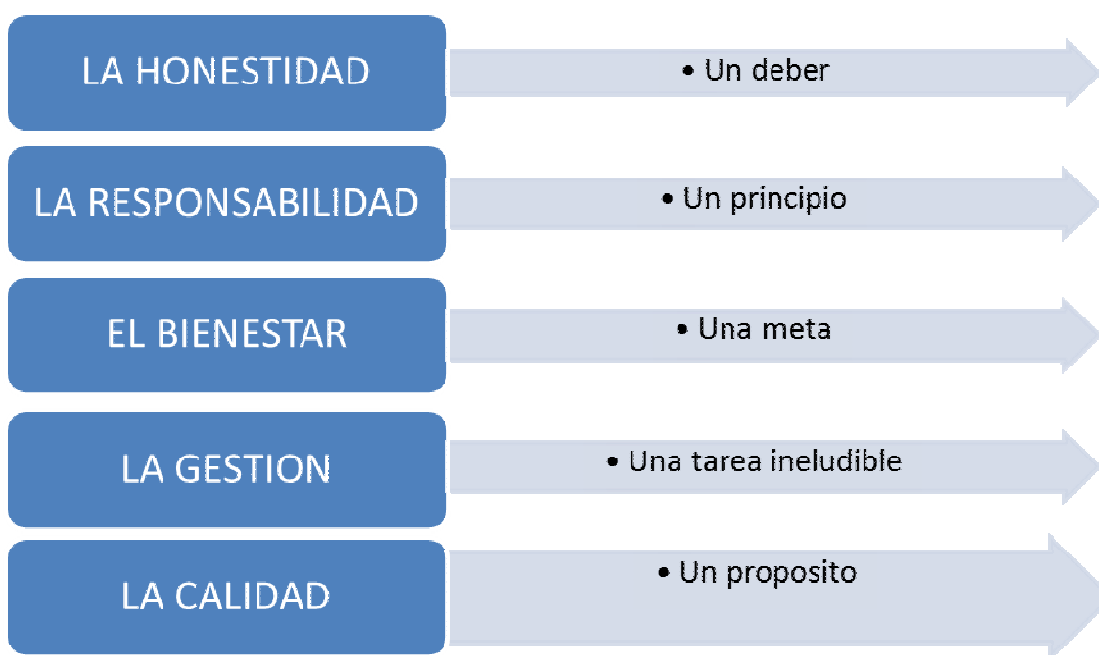 LA HONESTIDAD
• Un deber
LA RESPONSABILIDAD
• Un principio
EL BIENESTAR
• Una meta
LA GESTION
• Una tarea ineludible
LA CALIDAD
• Un proposito